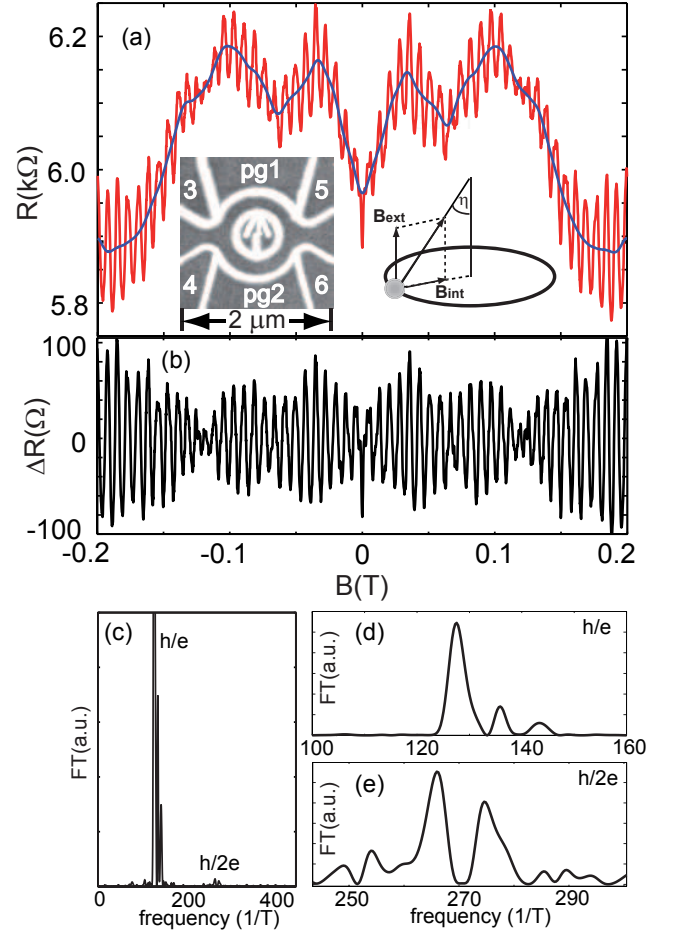 6.2
(a)
R(kΩ)
6.0
5.8
3 pg1 5
4 pg2 6
2 μm
η
Bext
Bint
100
(b)
ΔR(Ω)
0
-100
-0.2 -0.1 0 0.1 0.2
B(T)
(c)
h/e
FT(a.u.)
h/2e
0 200 400
frequency (1/T)
(d) h/e
FT(a.u.)
100 120 140 160
(e) h/2e
FT(a.u.)
250 270 290
frequency (1/T)